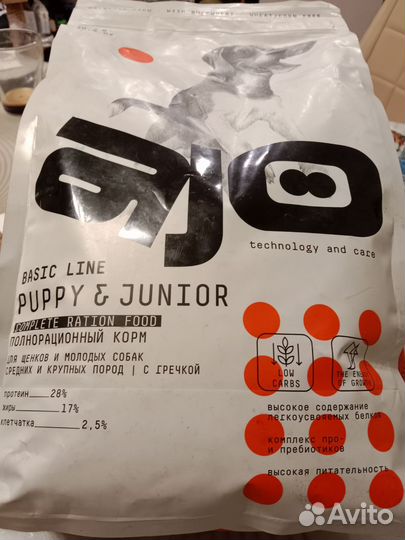 ajo
technology and care
BASIC LINE
PUPPY & JUNIOR
COMPLETE RATION FOOD
ПОЛНОРАЦИОННЫЙ КОРМ
ДЛЯ ЩЕНКОВ И МОЛОДЫХ СОБАК
СРЕДНИХ И КРУПНЫХ ПОРОД | С ГРЕЧКОЙ
протеин 28%
жиры 17%
клетчатка 2,5%
LOW
CARBS
THE ENERGY
OF GROWTH
высокое содержание
легкоусвояемых белков
комплекс про-
и пребиотиков
высокая питательность
Avito